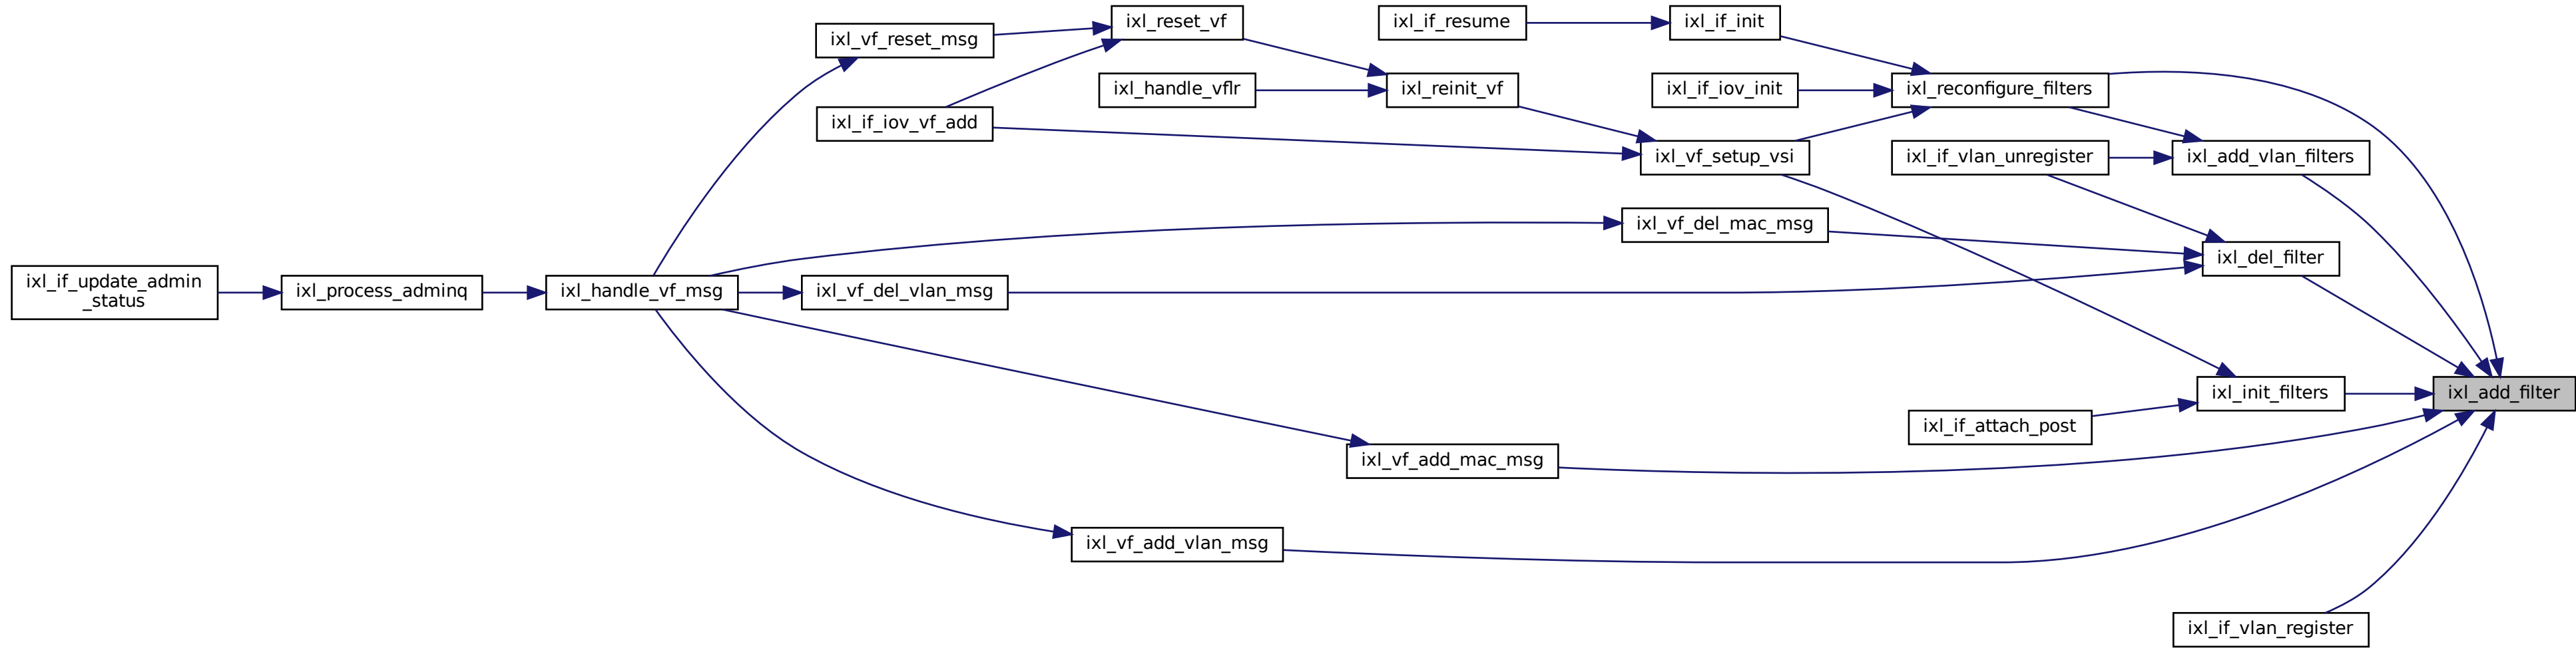 ixl_reset_vf
ixl_if_resume
ixl_if_init
ixl_vf_reset_msg
ixl_handle_vflr
ixl_reinit_vf
ixl_if_iov_init
ixl_reconfigure_filters
ixl_if_iov_vf_add
ixl_vf_setup_vsi
ixl_if_vlan_unregister
ixl_add_vlan_filters
ixl_vf_del_mac_msg
ixl_del_filter
ixl_if_update_admin
_status
ixl_process_adminq
ixl_handle_vf_msg
ixl_vf_del_vlan_msg
ixl_init_filters
ixl_add_filter
ixl_if_attach_post
ixl_vf_add_mac_msg
ixl_vf_add_vlan_msg
ixl_if_vlan_register